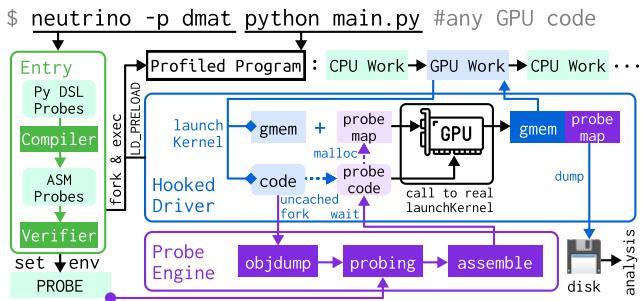 $ neutrino -p dmat python main.py #any GPU code
Entry
Py DSL
Probes
Compiler
ASM
Probes
Verifier
set env
PROBE
fork & exec
LD_PRELOAD
Profiled Program : CPU Work GPU Work CPU Work ...
launch
Kernel
gmem + probe
map
GPU
gmem probe
map
malloc
code
probe
code
uncached
fork
wait
call to real
launchKernel
Hooked
Driver
dump
Probe
Engine
objdump probing assemble
disk
analysis